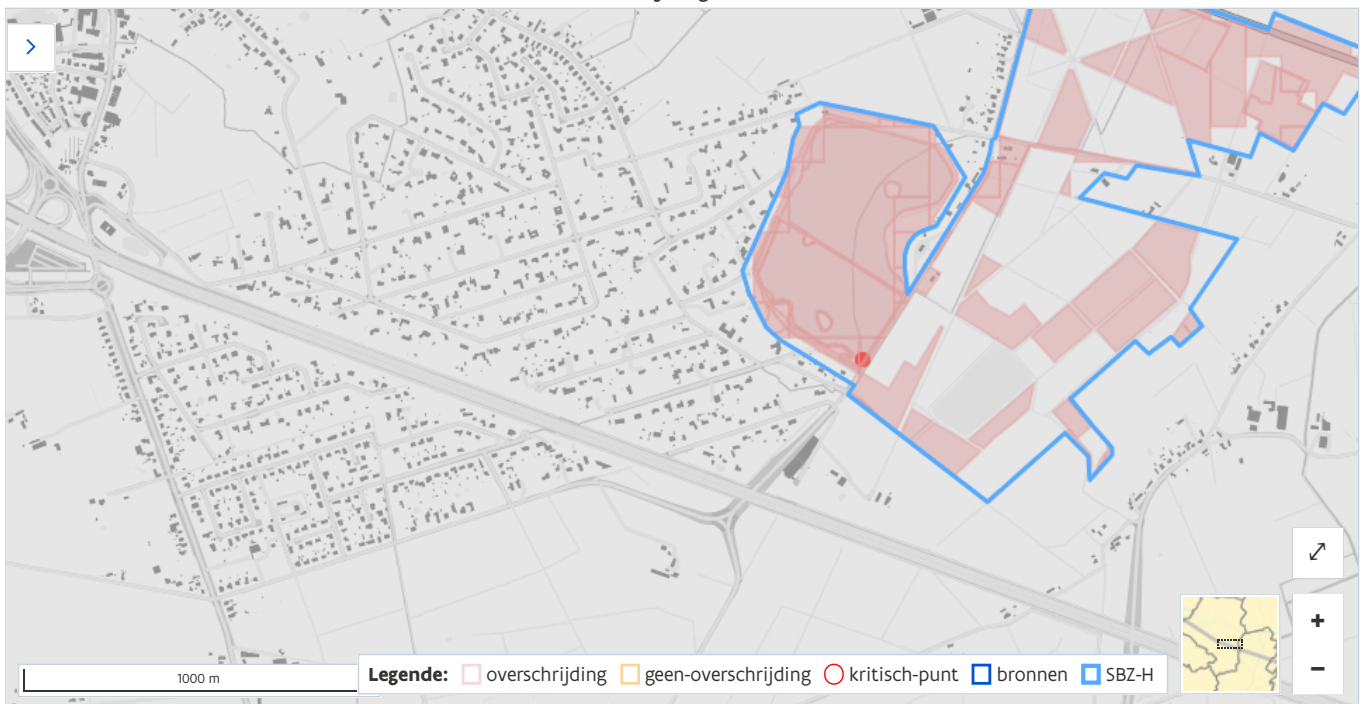 1000 m
Legende: overschrijding geen-overschrijding kritisch-punt bronnen SBZ-H
+
−